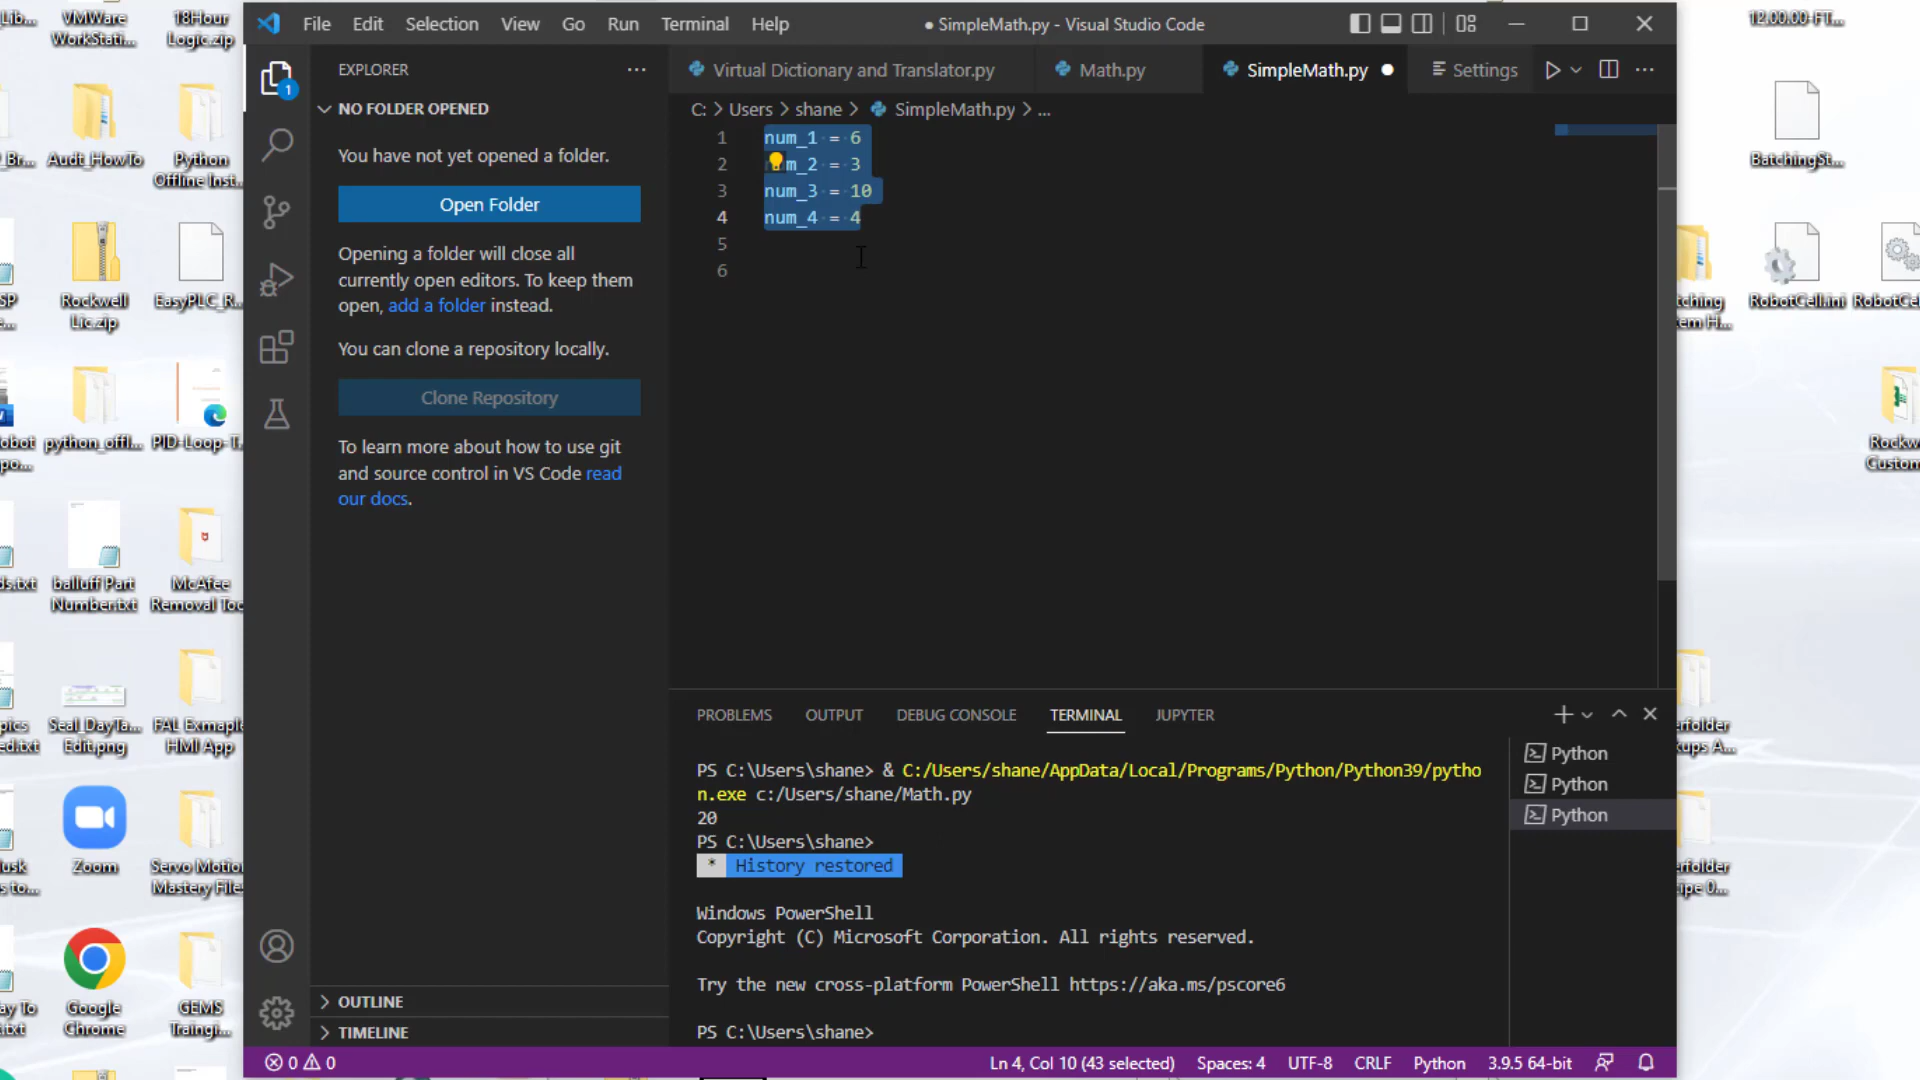 _Lib...
VMWare
WorkStati...
18Hour
Logic.zip
12.00.00-FT...
File Edit Selection View Go Run Terminal Help
● SimpleMath.py - Visual Studio Code
EXPLORER
1
NO FOLDER OPENED
You have not yet opened a folder.
Open Folder
Opening a folder will close all
currently open editors. To keep them
open, add a folder instead.
You can clone a repository locally.
Clone Repository
To learn more about how to use git
and source control in VS Code read
our docs.
OUTLINE
TIMELINE
Virtual Dictionary and Translator.py
Math.py
SimpleMath.py
Settings
C: > Users > shane > SimpleMath.py > ...
1 num_1 = 6
2 m_2 = 3
3 num_3 = 10
4 num_4 = 4
5
6
PROBLEMS OUTPUT DEBUG CONSOLE TERMINAL JUPYTER
PS C:\Users\shane> & C:/Users/shane/AppData/Local/Programs/Python/Python39/pytho
n.exe c:/Users/shane/Math.py
20
PS C:\Users\shane>
* History restored
Windows PowerShell
Copyright (C) Microsoft Corporation. All rights reserved.
Try the new cross-platform PowerShell https://aka.ms/pscore6
PS C:\Users\shane>
Python
Python
Python
0 0
Ln 4, Col 10 (43 selected) Spaces: 4 UTF-8 CRLF Python 3.9.5 64-bit
_Br...
Audt_HowTo
Python
Offline Inst...
SP
Rockwell
Lic.zip
EasyPLC_R...
python_offl...
PID-Loop-T...
ds.txt
balluff Part
Number.txt
McAfee
Removal Too
Seal_DayTa...
Edit.png
FAL Exmaple
HMI App
Zoom
Servo Motion
Mastery File
Google
Chrome
GEMS
Traingi...
BatchingSt...
RobotCell.ini
RobotCell...
Rockw
Custom